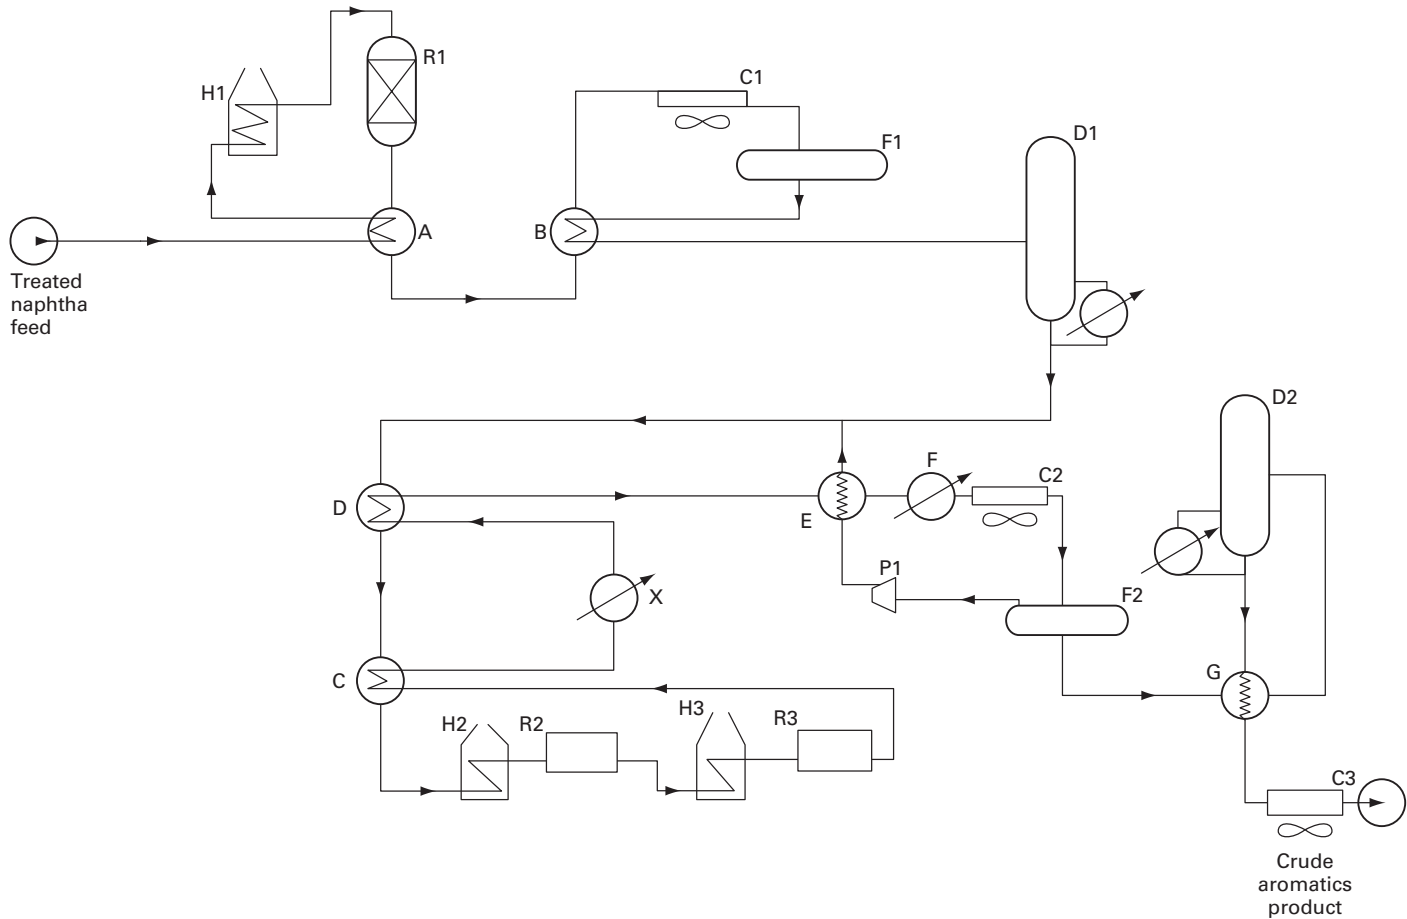 R1
C1
H1
D1
F1
Treated
naphtha
feed
A
B
D2
F
C2
D
E
P1
F2
X
G
C
H2
R2
H3
R3
C3
Crude
aromatics
product